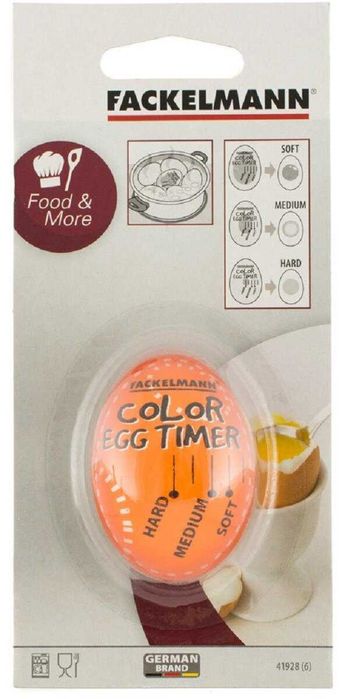 FACKELMANN®
Food &
More
SOFT
COLOR
EGG TIMER
MEDIUM
COLOR
EGG TIMER
HARD
COLOR
EGG TIMER
FACKELMANN
COLOR
EGG TIMER
HARD
MEDIUM
SOFT
GERMAN
BRAND
41928 (6)